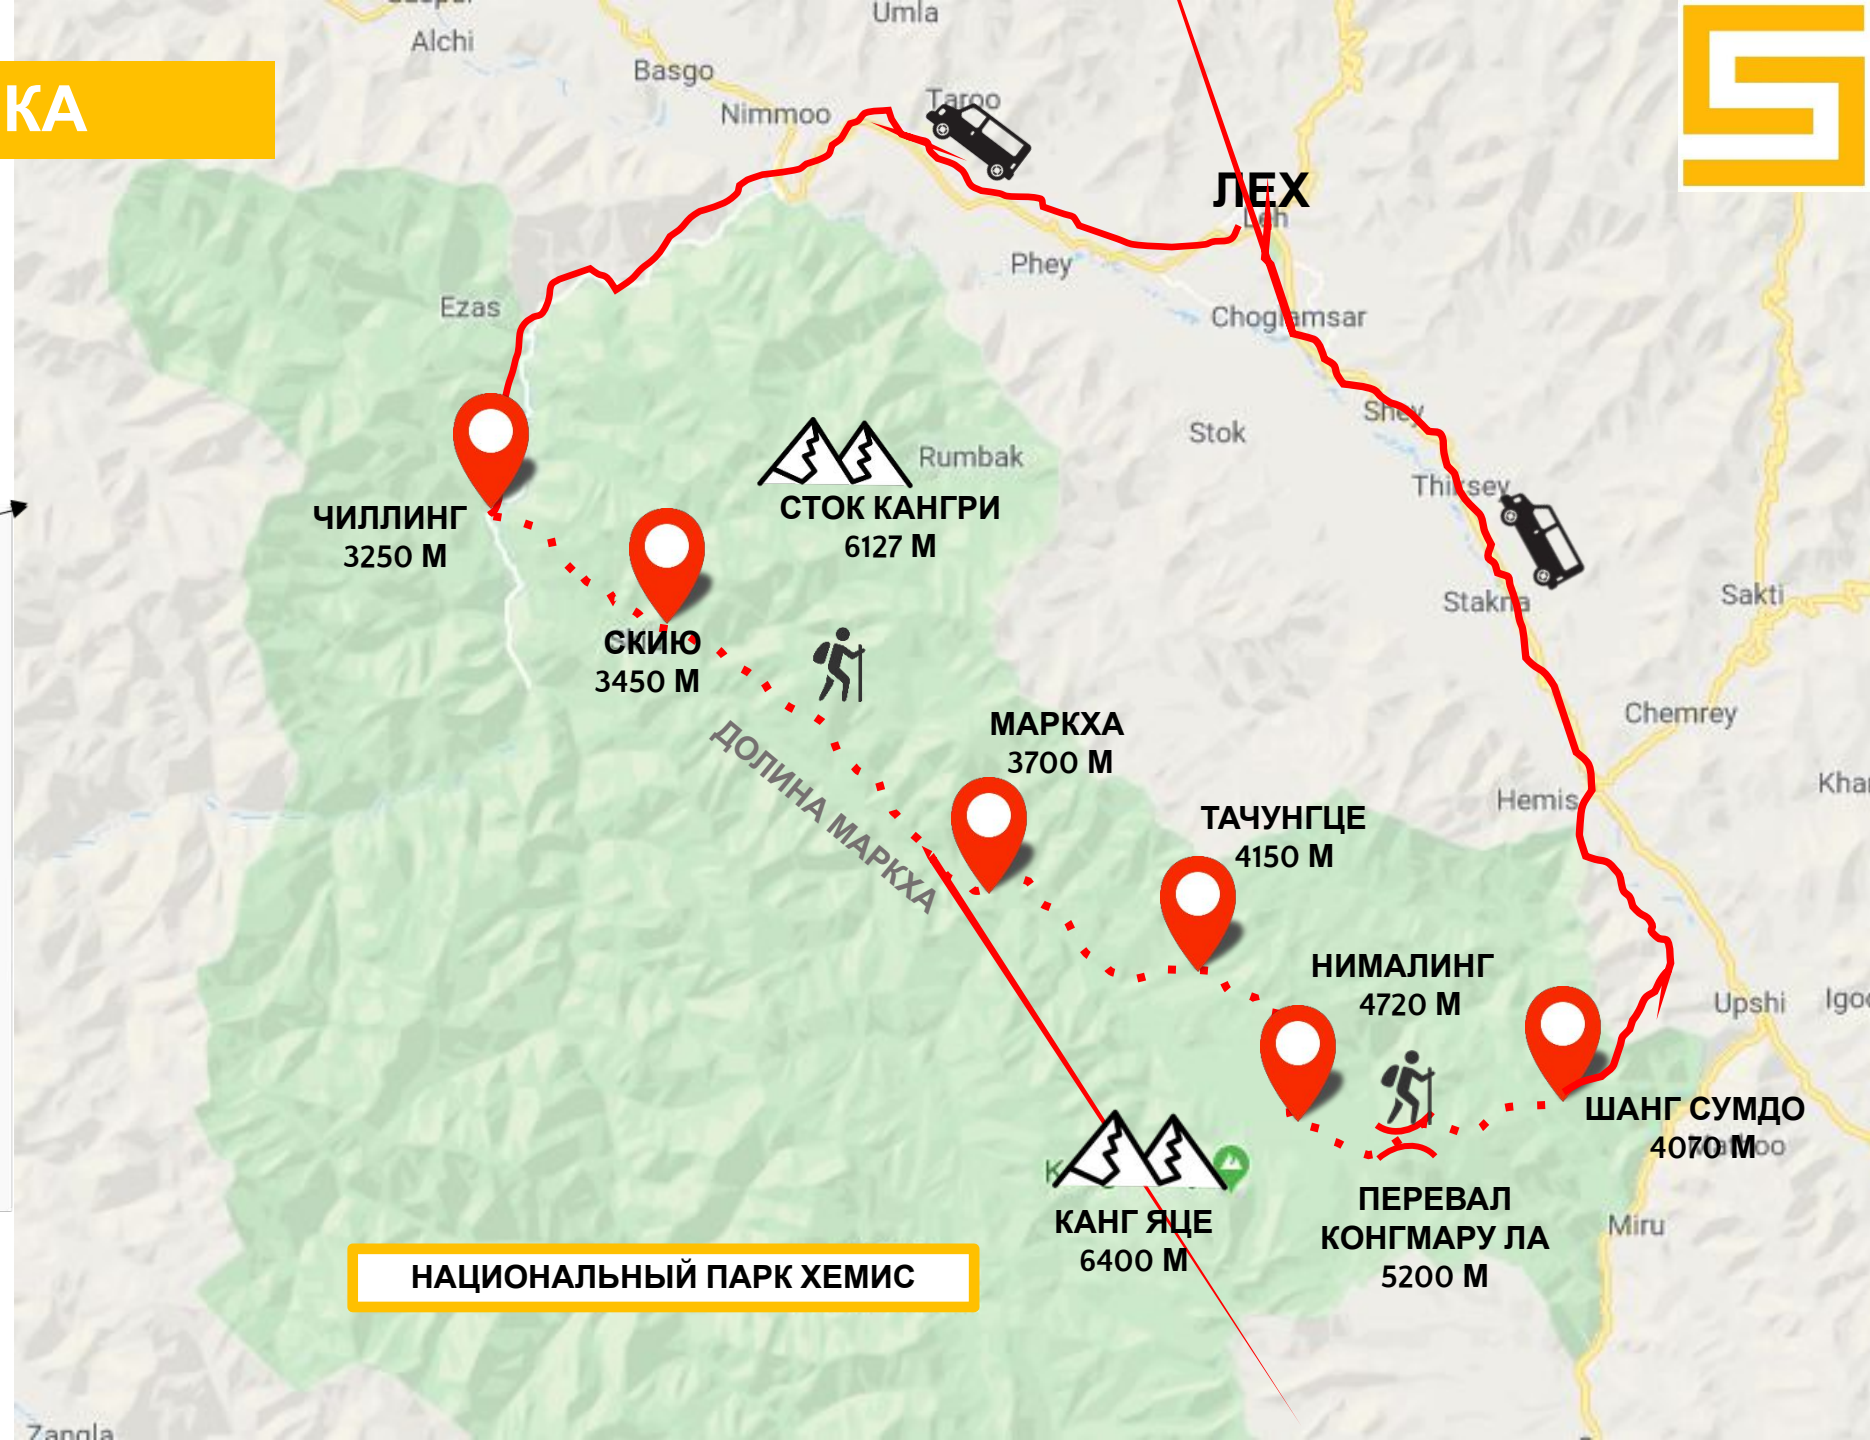 Alchi
Umla
Basgo
КА
Nimmoo
Taroo
ЛЕХ
Leh
Phey
Ezas
Choglamsar
Shey
Stok
Rumbak
Thiksey
СТОК КАНГРИ
6127 М
ЧИЛЛИНГ
3250 М
Stakna
Sakti
СКИЮ
3450 М
Chemrey
МАРКХА
3700 М
ДОЛИНА МАРКХА
Hemis
ТАЧУНГЦЕ
4150 М
НИМАЛИНГ
4720 М
Upshi
ШАНГ СУМДО
4070 М
КАНГ ЯЦЕ
6400 М
ПЕРЕВАЛ
КОНГМАРУ ЛА
5200 М
Miru
НАЦИОНАЛЬНЫЙ ПАРК ХЕМИС
Zangla